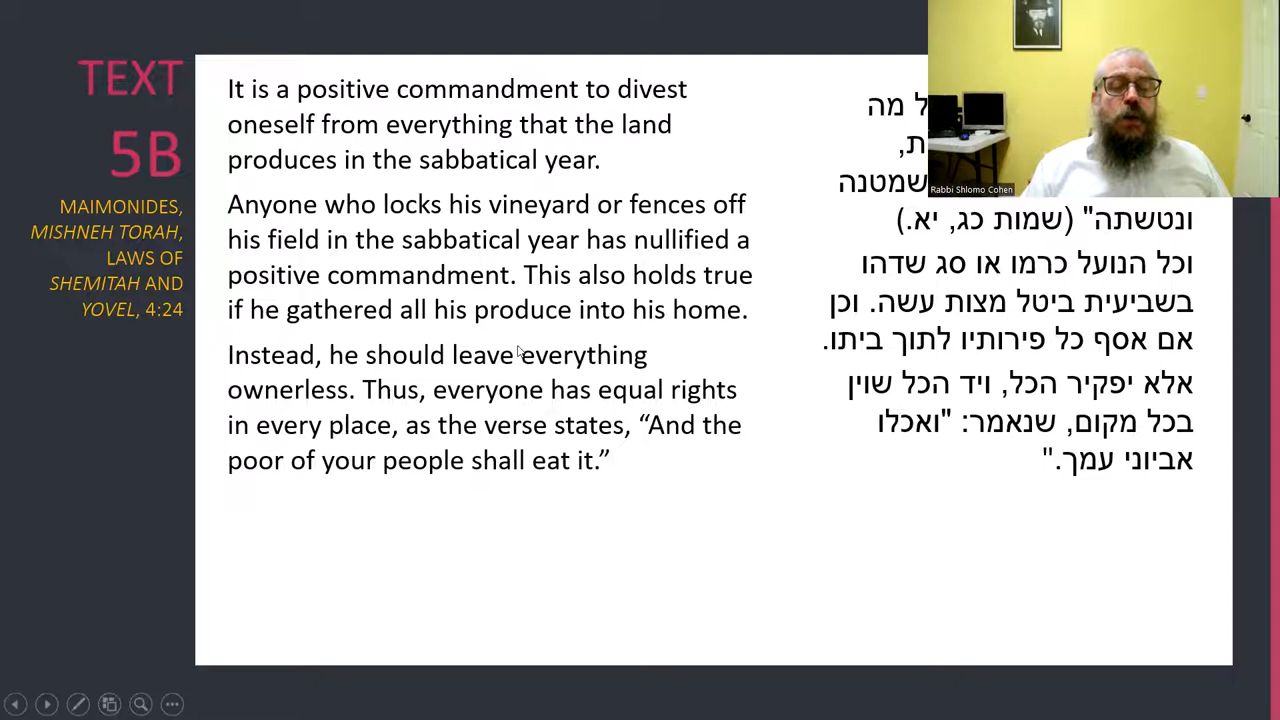 TEXT
5B
MAIMONIDES,
MISHNEH TORAH,
LAWS OF
SHEMITAH AND
YOVEL, 4:24
It is a positive commandment to divest
oneself from everything that the land
produces in the sabbatical year.
Anyone who locks his vineyard or fences off
his field in the sabbatical year has nullified a
positive commandment. This also holds true
if he gathered all his produce into his home.
Instead, he should leave everything
ownerless. Thus, everyone has equal rights
in every place, as the verse states, “And the
poor of your people shall eat it.”
מה
שמטנה
ונטשתה" (שמות כג, יא.)
וכל הנועל כרמו או סג שדהו
בשביעית ביטל מצות עשה. וכן
אם אסף כל פירותיו לתוך ביתו.
אלא יפקיר הכל, ויד הכל שוין
בכל מקום, שנאמר: "ואכלו
אביוני עמך."
Rabbi Shlomo Cohen